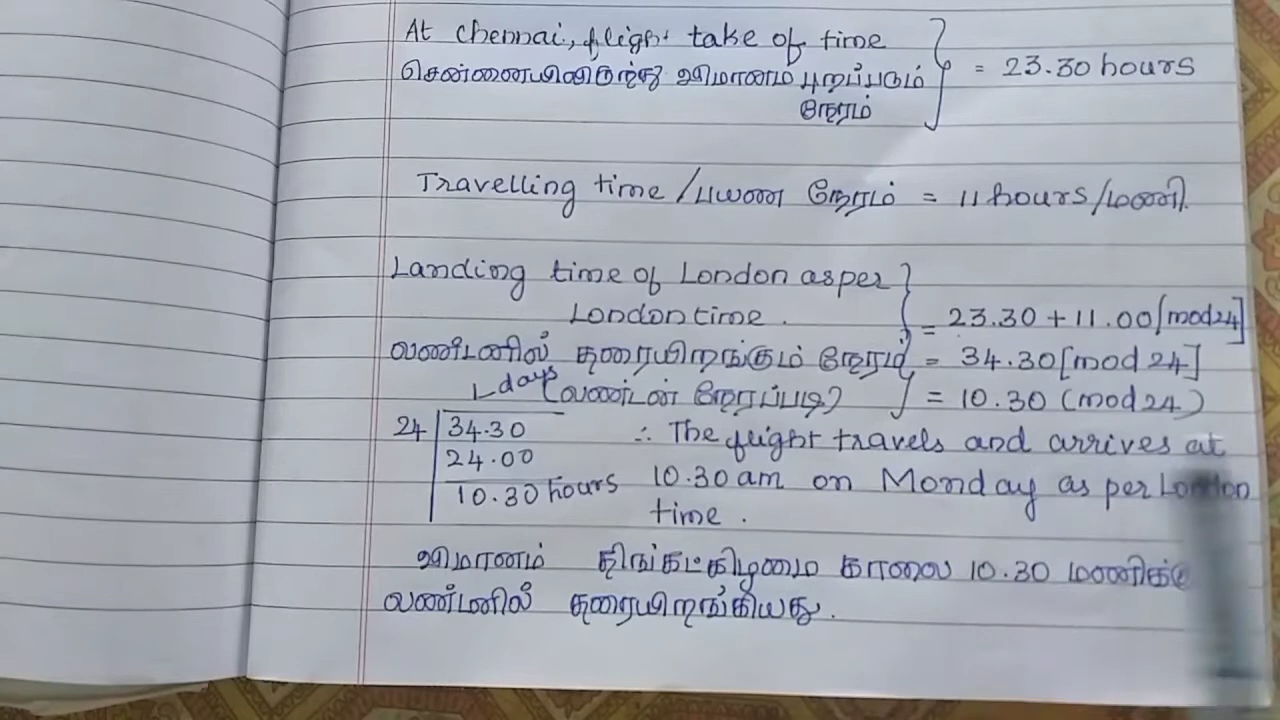 At Chennai, flight take of time
சென்னையிலிருந்து விமானம் புறப்படும் = 23.30 hours
நேரம்
Travelling time / பயண நேரம் = 11 hours/மணி.
Landing time of London as per
London time. = 23.30 + 11.00 [mod 24]
லண்டனில் தரையிறங்கும் நேரம் = 34.30 [mod 24]
(லண்டன் நேரப்படி) = 10.30 (mod 24)
1 days
24 34.30
24.00
10.30 hours
∴ The flight travels and arrives at
10.30 am on Monday as per London
time.
விமானம் திங்கட்கிழமை காலை 10.30 மணிக்கு
லண்டனில் தரையிறங்கியது.